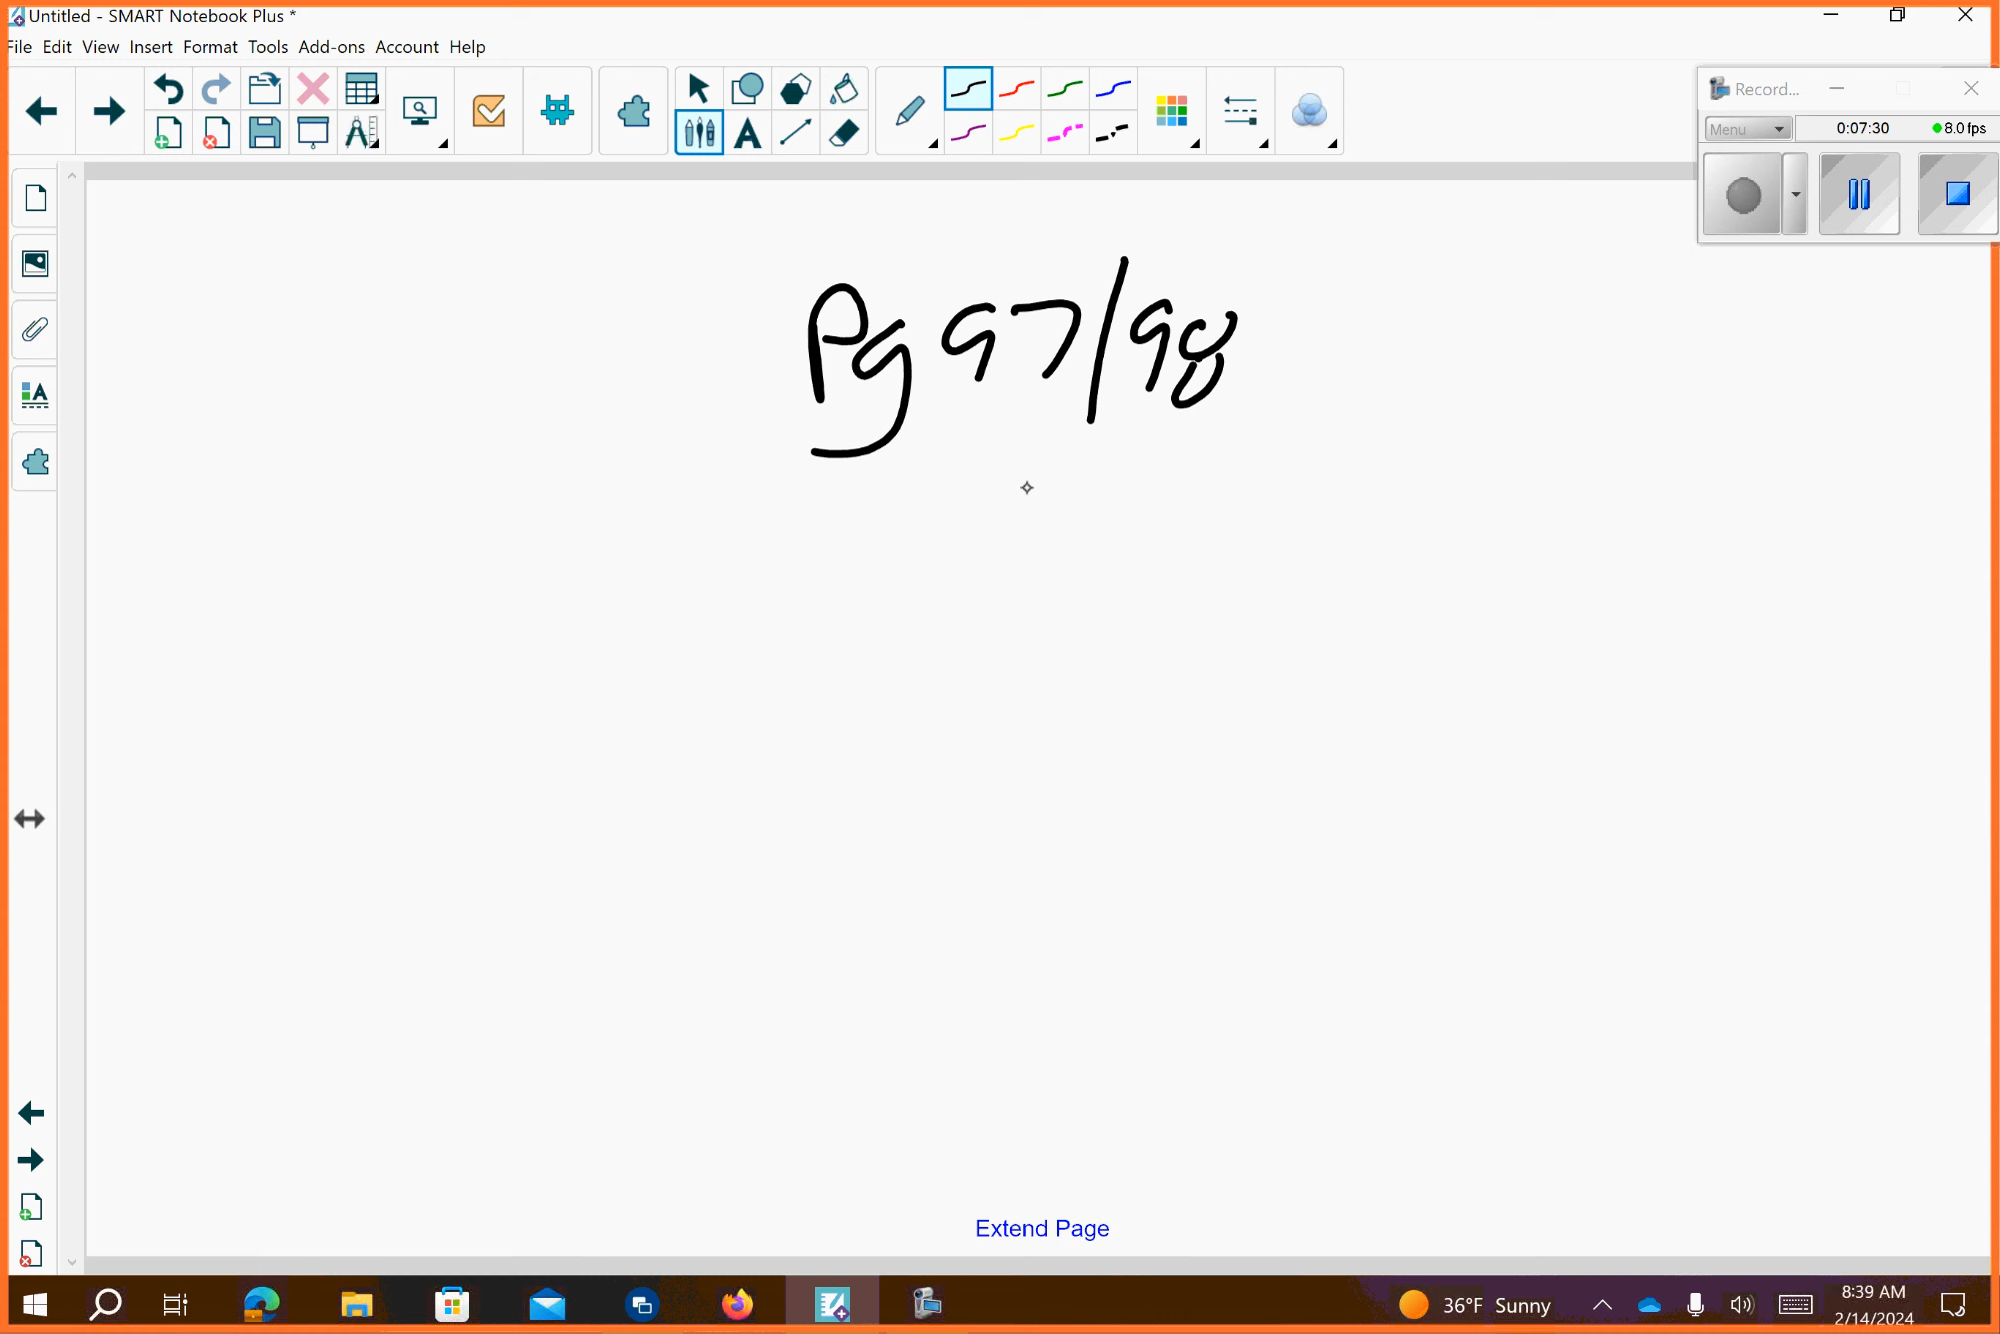 Untitled - SMART Notebook Plus *
File Edit View Insert Format Tools Add-ons Account Help
Record...
Menu 0:07:30 8.0 fps
Pg 97/98
Extend Page
36°F Sunny
8:39 AM
2/14/2024